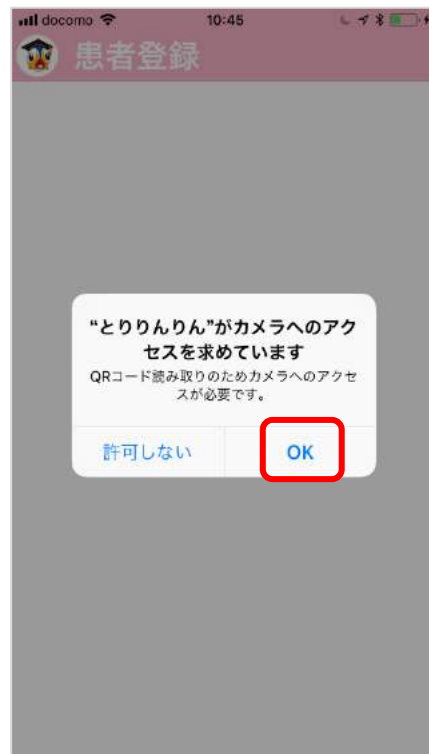 docomo 10:45
患者登録
“とりりんりん”がカメラへのアク
セスを求めています
QRコード読み取りのためカメラへのアクセ
スが必要です。
許可しない OK